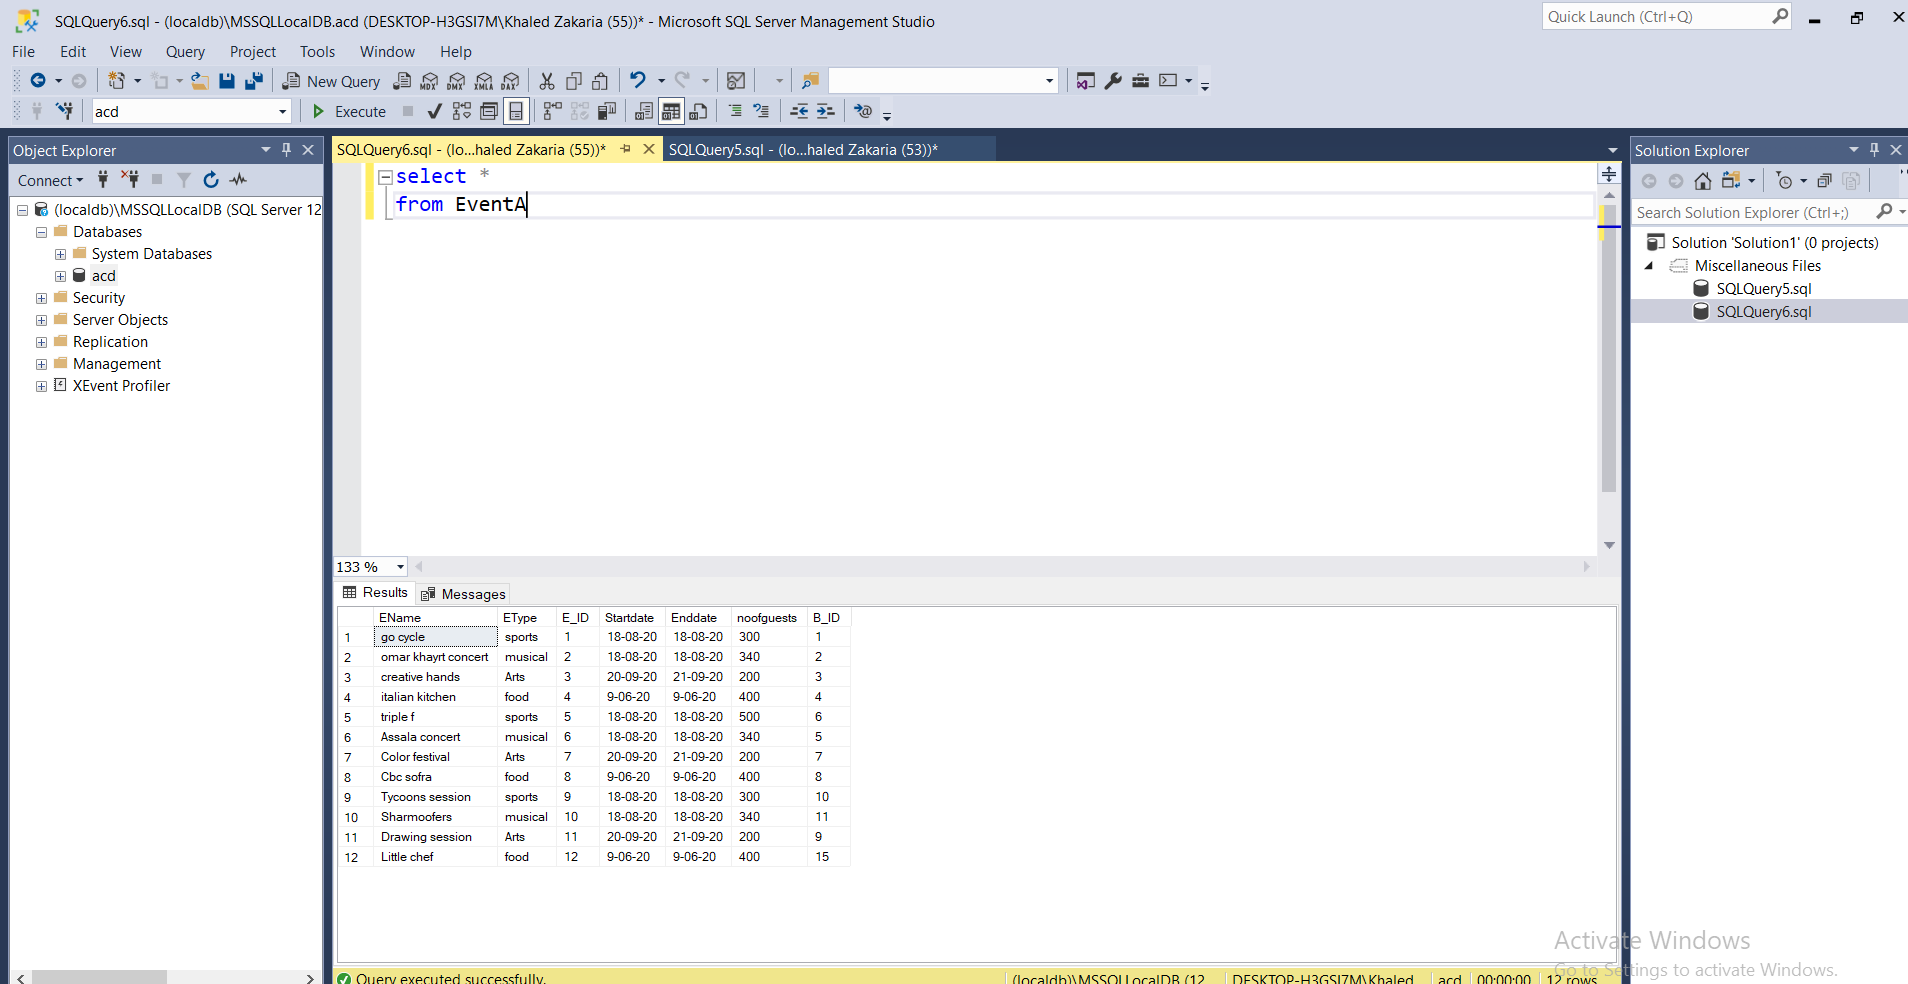 SQLQuery6.sql - (localdb)\MSSQLLocalDB.acd (DESKTOP-H3GSI7M\Khaled Zakaria (55))* - Microsoft SQL Server Management Studio
Quick Launch (Ctrl+Q)
File Edit View Query Project Tools Window Help
New Query MDX DMX XMLA DAX
acd Execute
Object Explorer
SQLQuery6.sql - (lo...haled Zakaria (55))* SQLQuery5.sql - (lo...haled Zakaria (53))*
Solution Explorer
Connect
select *
from EventA
Search Solution Explorer (Ctrl+;)
(localdb)\MSSQLLocalDB (SQL Server 12
Databases
System Databases
acd
Security
Server Objects
Replication
Management
XEvent Profiler
Solution 'Solution1' (0 projects)
Miscellaneous Files
SQLQuery5.sql
SQLQuery6.sql
133 %
Results Messages
EName EType E_ID Startdate Enddate noofguests B_ID
1 go cycle sports 1 18-08-20 18-08-20 300 1
2 omar khayrt concert musical 2 18-08-20 18-08-20 340 2
3 creative hands Arts 3 20-09-20 21-09-20 200 3
4 italian kitchen food 4 9-06-20 9-06-20 400 4
5 triple f sports 5 18-08-20 18-08-20 500 6
6 Assala concert musical 6 18-08-20 18-08-20 340 5
7 Color festival Arts 7 20-09-20 21-09-20 200 7
8 Cbc sofra food 8 9-06-20 9-06-20 400 8
9 Tycoons session sports 9 18-08-20 18-08-20 300 10
10 Sharmoofers musical 10 18-08-20 18-08-20 340 11
11 Drawing session Arts 11 20-09-20 21-09-20 200 9
12 Little chef food 12 9-06-20 9-06-20 400 15
Activate Windows
Go to Settings to activate Windows.
Query executed successfully. (localdb)\MSSQLLocalDB (12 DESKTOP-H3GSI7M\Khaled acd 00:00:00 12 rows